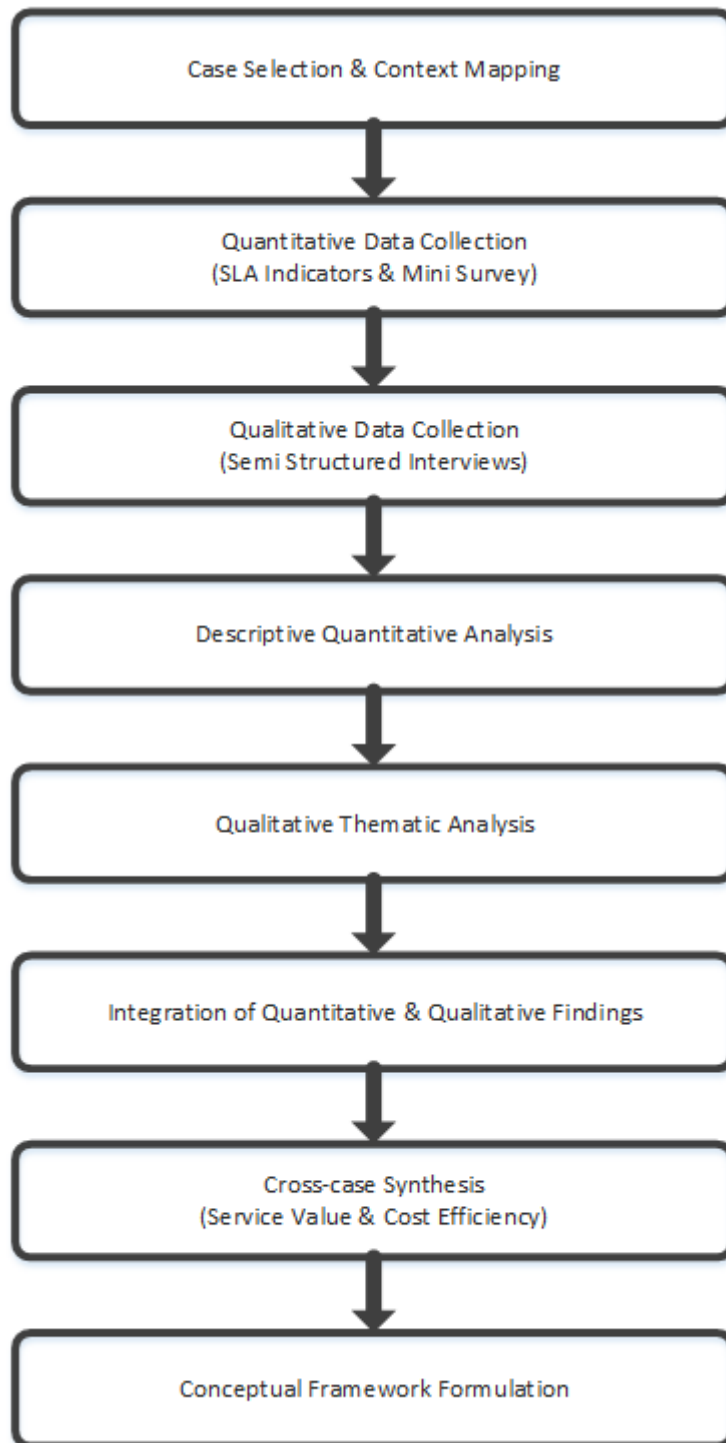 Case Selection & Context Mapping
Quantitative Data Collection
(SLA Indicators & Mini Survey)
Qualitative Data Collection
(Semi Structured Interviews)
Descriptive Quantitative Analysis
Qualitative Thematic Analysis
Integration of Quantitative & Qualitative Findings
Cross-case Synthesis
(Service Value & Cost Efficiency)
Conceptual Framework Formulation